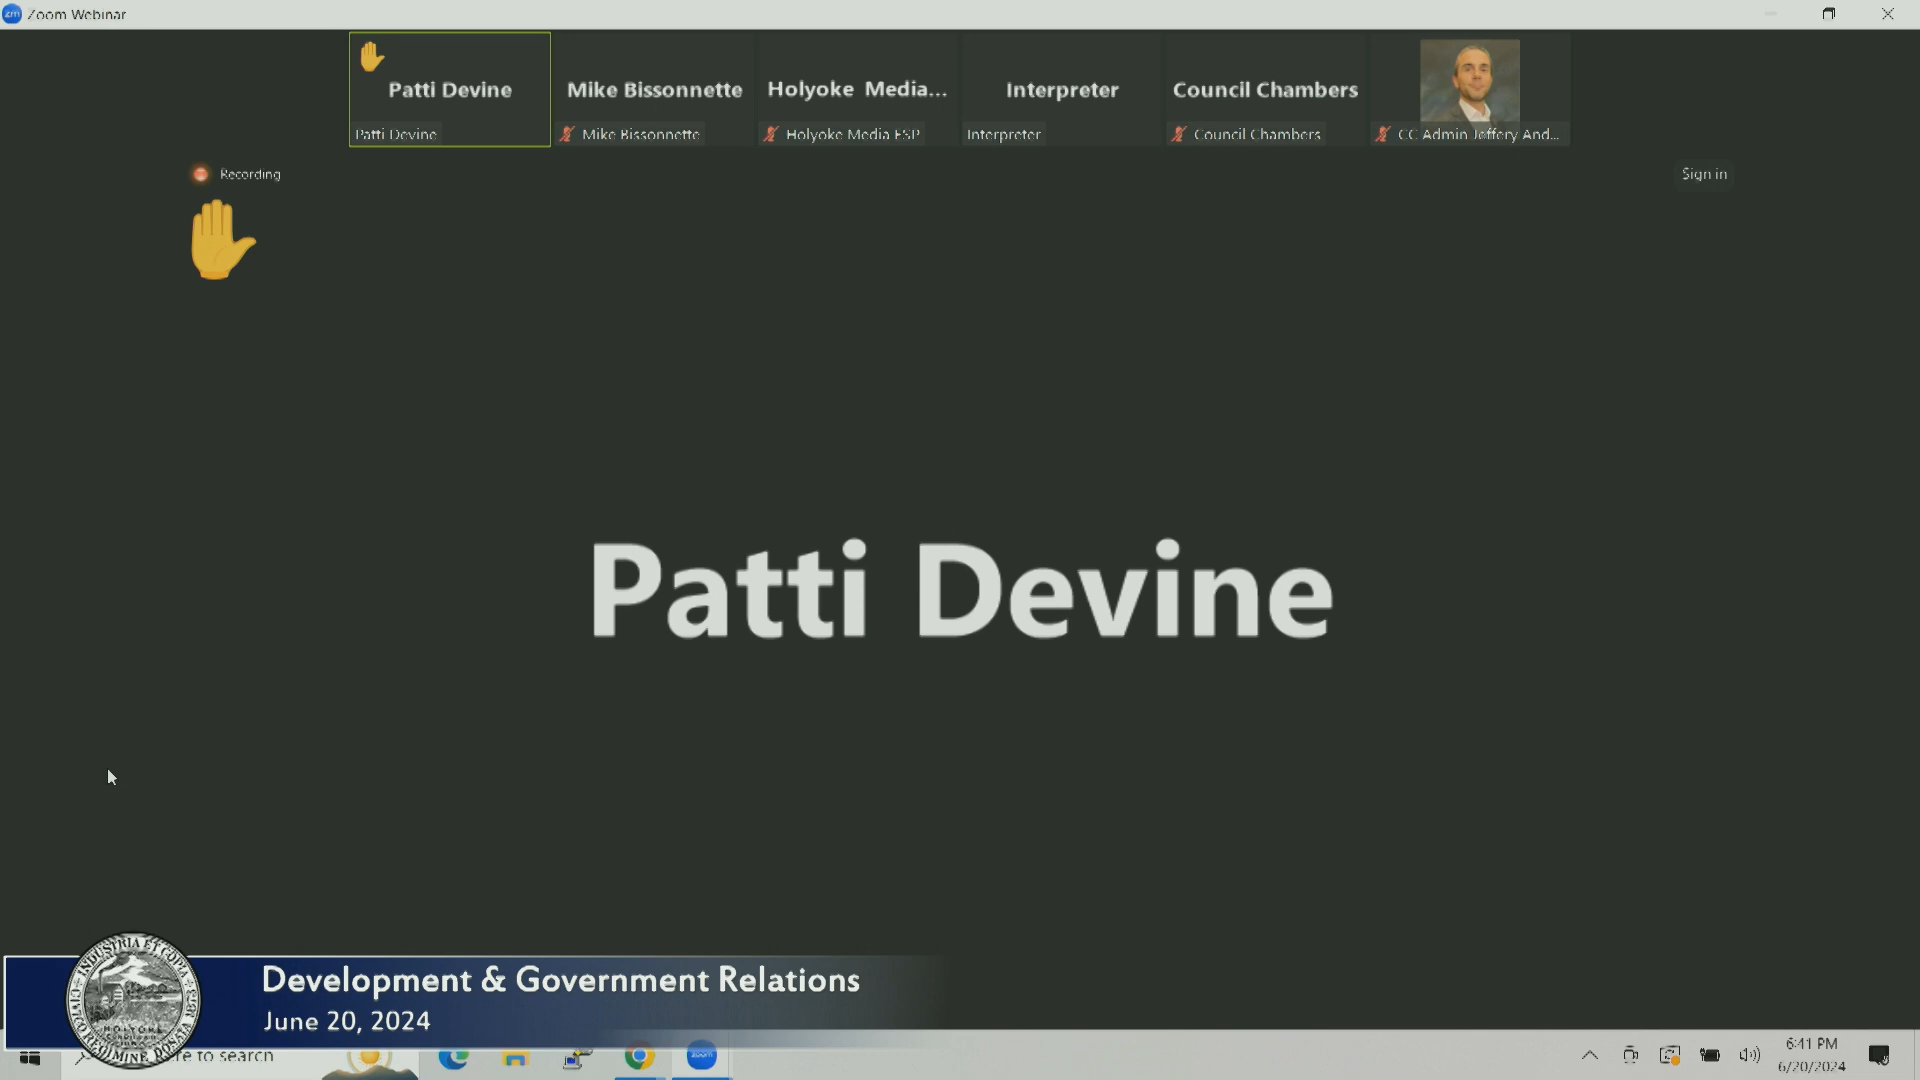 Zoom Webinar
Patti Devine
Mike Bissonnette
Holyoke Media...
Interpreter
Council Chambers
Patti Devine
Mike Bissonnette
Holyoke Media ESP
Interpreter
Council Chambers
CC Admin Jeffery And...
Recording
Sign in
Patti Devine
Development & Government Relations
June 20, 2024
re to search
zoom
6:41 PM
6/20/2024